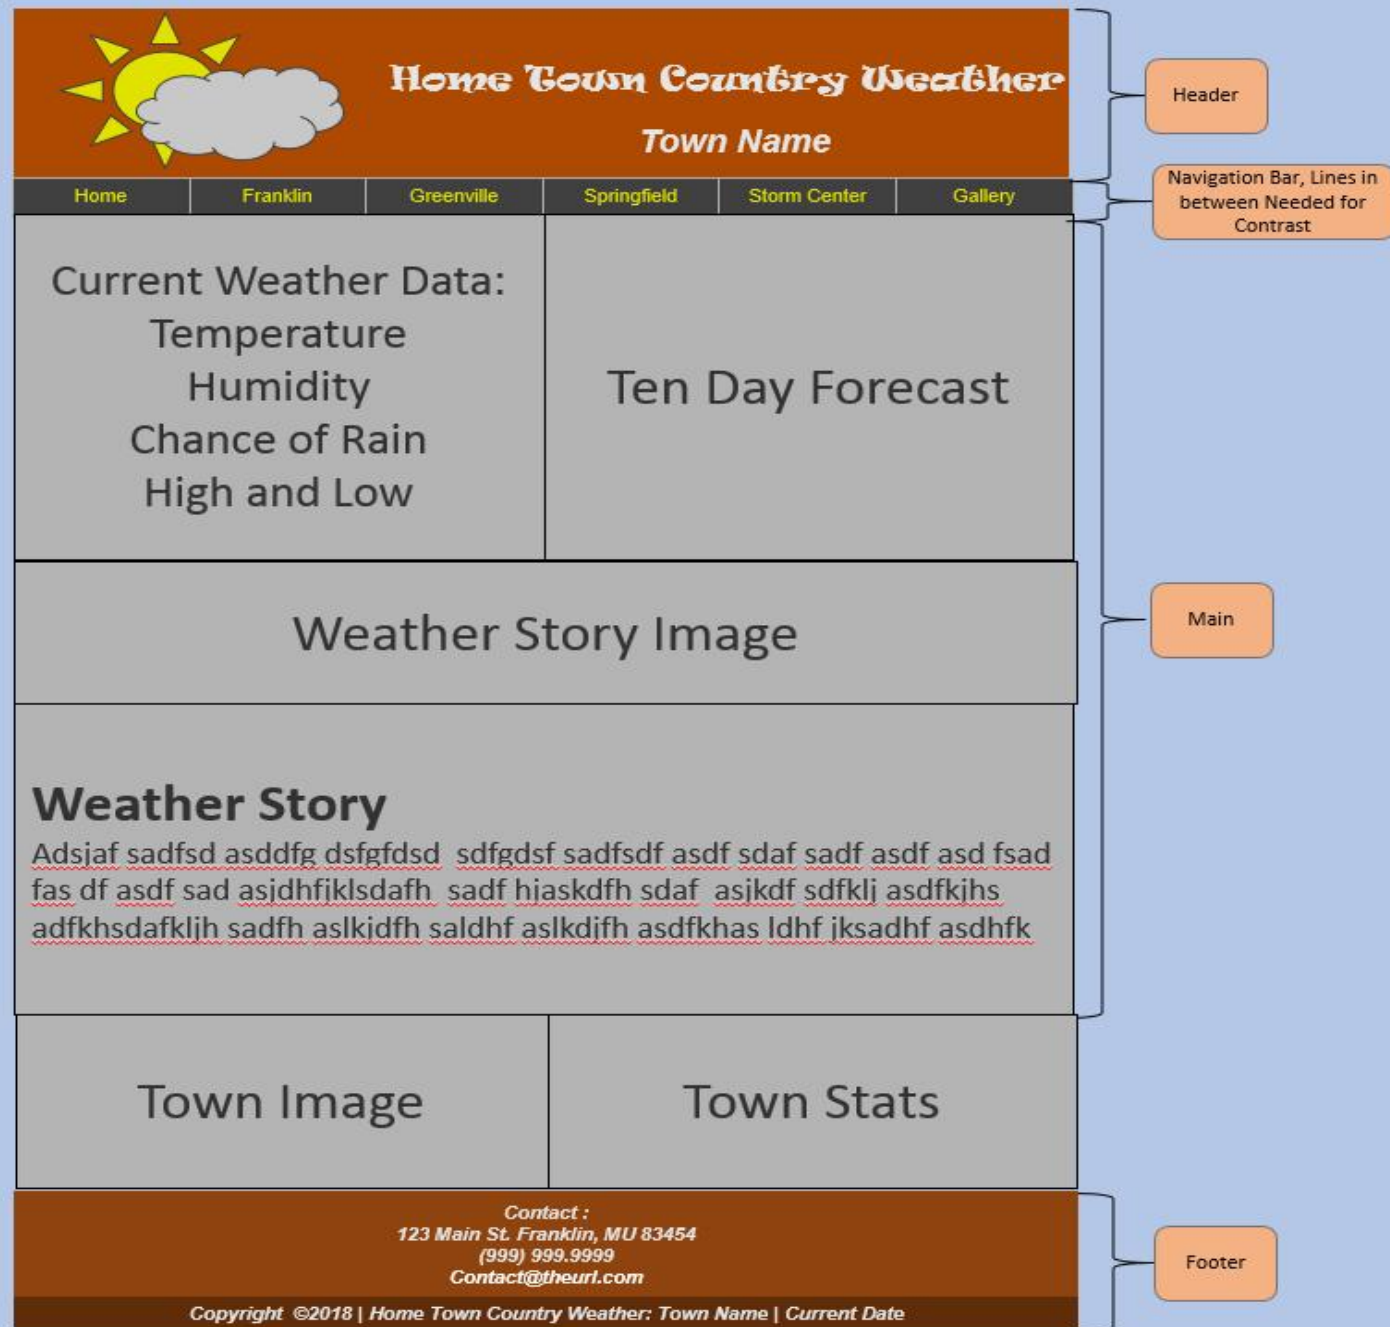 Home Town Country Weather
Town Name
Header
Home
Franklin
Greenville
Springfield
Storm Center
Gallery
Navigation Bar, Lines in
between Needed for
Contrast
Current Weather Data:
Temperature
Humidity
Chance of Rain
High and Low
Ten Day Forecast
Weather Story Image
Main
Weather Story
Adsjaf sadfsd asddfg dsfgfdsd sdfgdsf sadfsdf asdf sdaf sadf asdf asd fsad
fas df asdf sad asjdhfjklsdafh sadf hjaskdfh sdaf asjkdf sdfklj asdfkjhs
adfkhsdafkljh sadfh aslkjdfh saldhf aslkdjfh asdfkhas ldhf jksadhf asdhfk
Town Image
Town Stats
Contact :
123 Main St. Franklin, MU 83454
(999) 999.9999
Contact@theurl.com
Footer
Copyright ©2018 | Home Town Country Weather: Town Name | Current Date